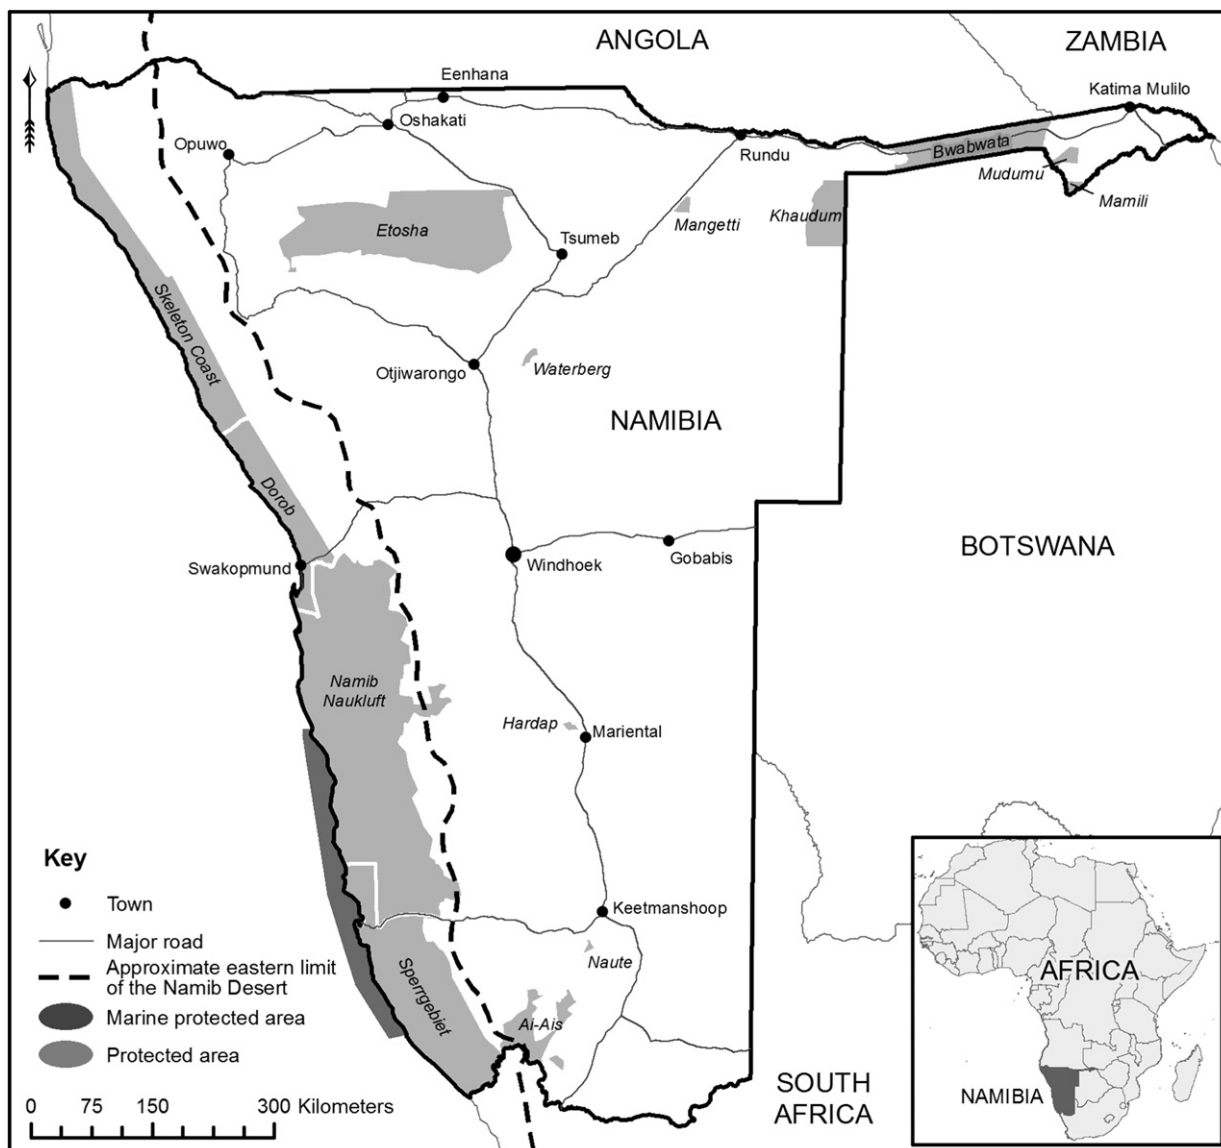 ANGOLA
ZAMBIA
Eenhana
Katima Mulilo
Oshakati
Opuwo
Rundu
Bwabwata
Mudumu
Mamili
Etosha
Mangetti
Khaudum
Tsumeb
Skeleton Coast
Otjiwarongo
Waterberg
NAMIBIA
Dorob
Swakopmund
Windhoek
Gobabis
BOTSWANA
Namib
Naukluft
Hardap
Mariental
Key
Town
Major road
Approximate eastern limit
of the Namib Desert
Marine protected area
Protected area
0 75 150 300 Kilometers
Keetmanshoop
Naute
Sperrgebiet
Ai-Ais
SOUTH
AFRICA
AFRICA
NAMIBIA